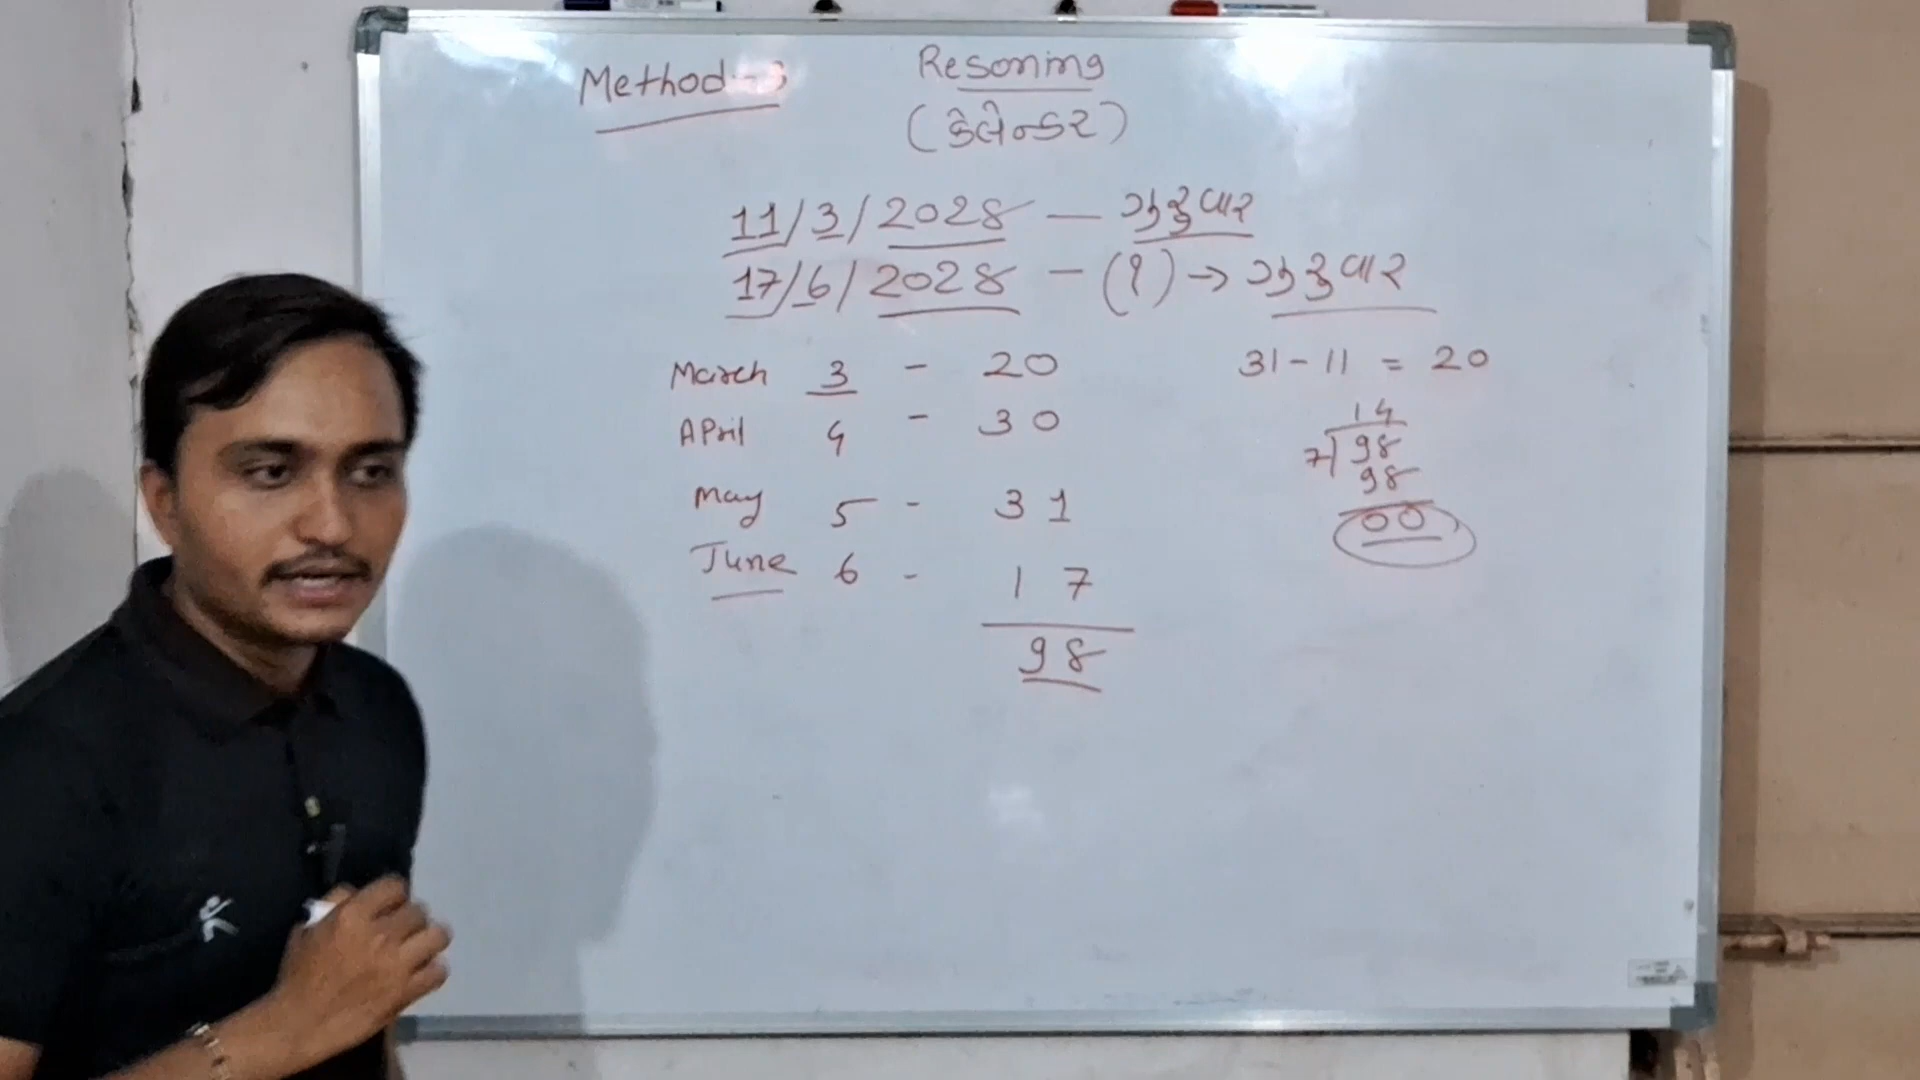 Method :
Resoning
(કેલેન્ડર)
11/3/2028 — ગુરુવાર
17/6/2028 – (?) → ગુરુવાર
March 3 – 20
April 4 – 30
May 5 – 31
June 6 – 17
98
31 – 11 = 20
14
7) 98
98
00